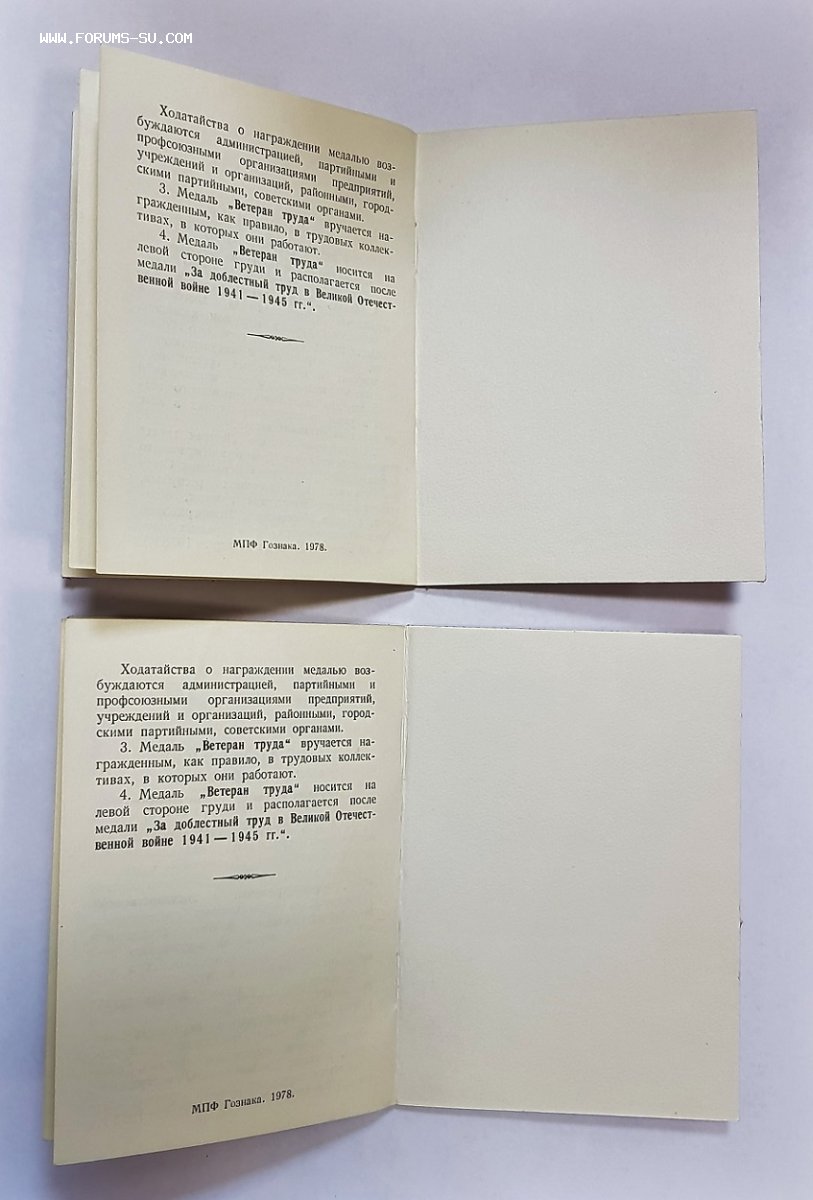 WWW.FORUMS-SU.COM
Ходатайства о награждении медалью воз-
буждаются администрацией, партийными и
профсоюзными организациями предприятий,
учреждений и организаций, районными, город-
скими партийными, советскими органами.
3. Медаль „Ветеран труда“ вручается на-
гражденным, как правило, в трудовых коллек-
тивах, в которых они работают.
4. Медаль „Ветеран труда“ носится на
левой стороне груди и располагается после
медали „За доблестный труд в Великой Отечест-
венной войне 1941—1945 гг.“.
МПФ Гознака. 1978.
Ходатайства о награждении медалью воз-
буждаются администрацией, партийными и
профсоюзными организациями предприятий,
учреждений и организаций, районными, город-
скими партийными, советскими органами.
3. Медаль „Ветеран труда“ вручается на-
гражденным, как правило, в трудовых коллек-
тивах, в которых они работают.
4. Медаль „Ветеран труда“ носится на
левой стороне груди и располагается после
медали „За доблестный труд в Великой Отечест-
венной войне 1941—1945 гг.“.
МПФ Гознака. 1978.